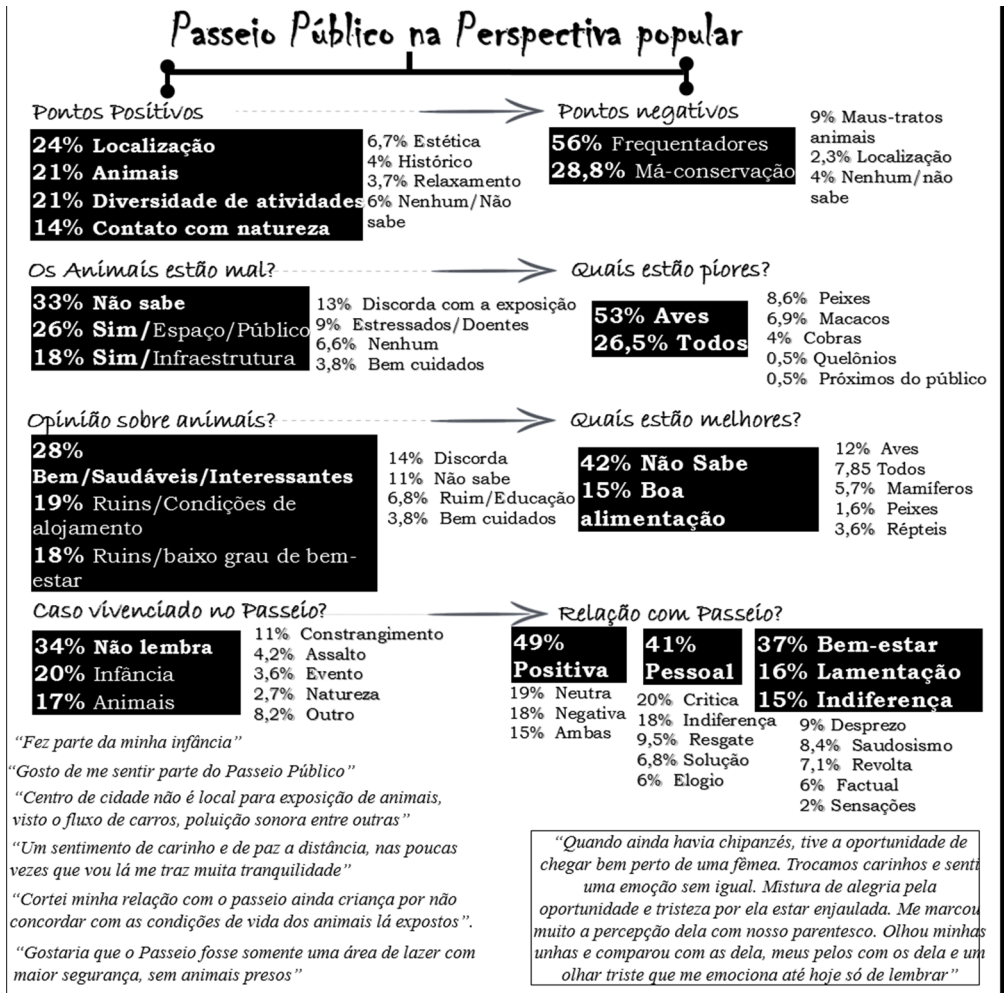 Passeio Público na Perspectiva popular
Pontos Positivos
24% Localização
21% Animais
21% Diversidade de atividades
14% Contato com natureza
6,7% Estética
4% Histórico
3,7% Relaxamento
6% Nenhum/Não
sabe
Pontos negativos
56% Frequentadores
28,8% Má-conservação
9% Maus-tratos
animais
2,3% Localização
4% Nenhum/não
sabe
Os Animais estão mal?
33% Não sabe
26% Sim/Espaço/Público
18% Sim/Infraestrutura
13% Discorda com a exposição
9% Estressados/Doentes
6,6% Nenhum
3,8% Bem cuidados
Quais estão piores?
53% Aves
26,5% Todos
8,6% Peixes
6,9% Macacos
4% Cobras
0,5% Quelônios
0,5% Próximos do público
Opinião sobre animais?
28%
Bem/Saudáveis/Interessantes
19% Ruins/Condições de
alojamento
18% Ruins/baixo grau de bem-
estar
14% Discorda
11% Não sabe
6,8% Ruim/Educação
3,8% Bem cuidados
Quais estão melhores?
42% Não Sabe
15% Boa
alimentação
12% Aves
7,85 Todos
5,7% Mamíferos
1,6% Peixes
3,6% Répteis
Caso vivenciado no Passeio?
34% Não lembra
20% Infância
17% Animais
11% Constrangimento
4,2% Assalto
3,6% Evento
2,7% Natureza
8,2% Outro
Relação com Passeio?
49%
Positiva
19% Neutra
18% Negativa
15% Ambas
41%
Pessoal
20% Critica
18% Indiferença
9,5% Resgate
6,8% Solução
6% Elogio
37% Bem-estar
16% Lamentação
15% Indiferença
9% Desprezo
8,4% Saudosismo
7,1% Revolta
6% Factual
2% Sensações
“Fez parte da minha infância”
“Gosto de me sentir parte do Passeio Público”
“Centro de cidade não é local para exposição de animais,
visto o fluxo de carros, poluição sonora entre outras”
“Um sentimento de carinho e de paz a distância, nas poucas
vezes que vou lá me traz muita tranquilidade”
“Cortei minha relação com o passeio ainda criança por não
concordar com as condições de vida dos animais lá expostos”.
“Gostaria que o Passeio fosse somente uma área de lazer com
maior segurança, sem animais presos”
“Quando ainda havia chipanzés, tive a oportunidade de
chegar bem perto de uma fêmea. Trocamos carinhos e senti
uma emoção sem igual. Mistura de alegria pela
oportunidade e tristeza por ela estar enjaulada. Me marcou
muito a percepção dela com nosso parentesco. Olhou minhas
unhas e comparou com as dela, meus pelos com os dela e um
olhar triste que me emociona até hoje só de lembrar”